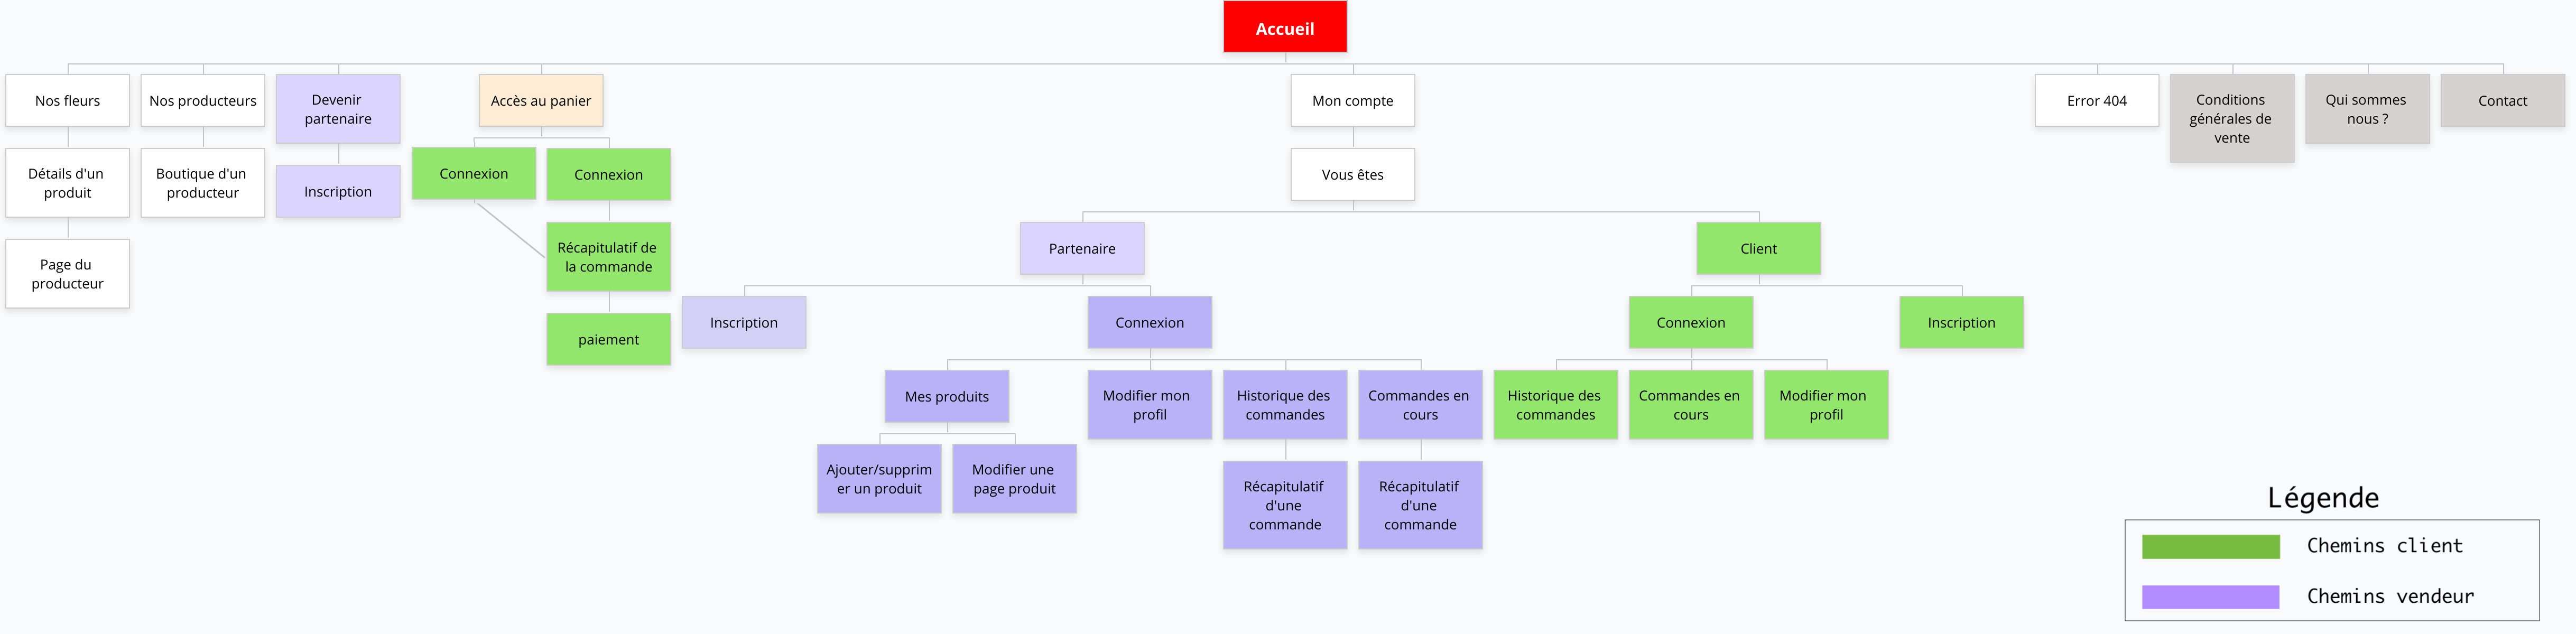 Accueil
Nos fleurs
Nos producteurs
Devenir
partenaire
Accès au panier
Mon compte
Error 404
Conditions
générales de
vente
Qui sommes
nous ?
Contact
Détails d'un
produit
Boutique d'un
producteur
Inscription
Connexion
Connexion
Vous êtes
Page du
producteur
Récapitulatif de
la commande
Partenaire
Client
paiement
Inscription
Connexion
Connexion
Inscription
Mes produits
Modifier mon
profil
Historique des
commandes
Commandes en
cours
Historique des
commandes
Commandes en
cours
Modifier mon
profil
Ajouter/supprim
er un produit
Modifier une
page produit
Récapitulatif
d'une
commande
Récapitulatif
d'une
commande
Légende
Chemins client
Chemins vendeur